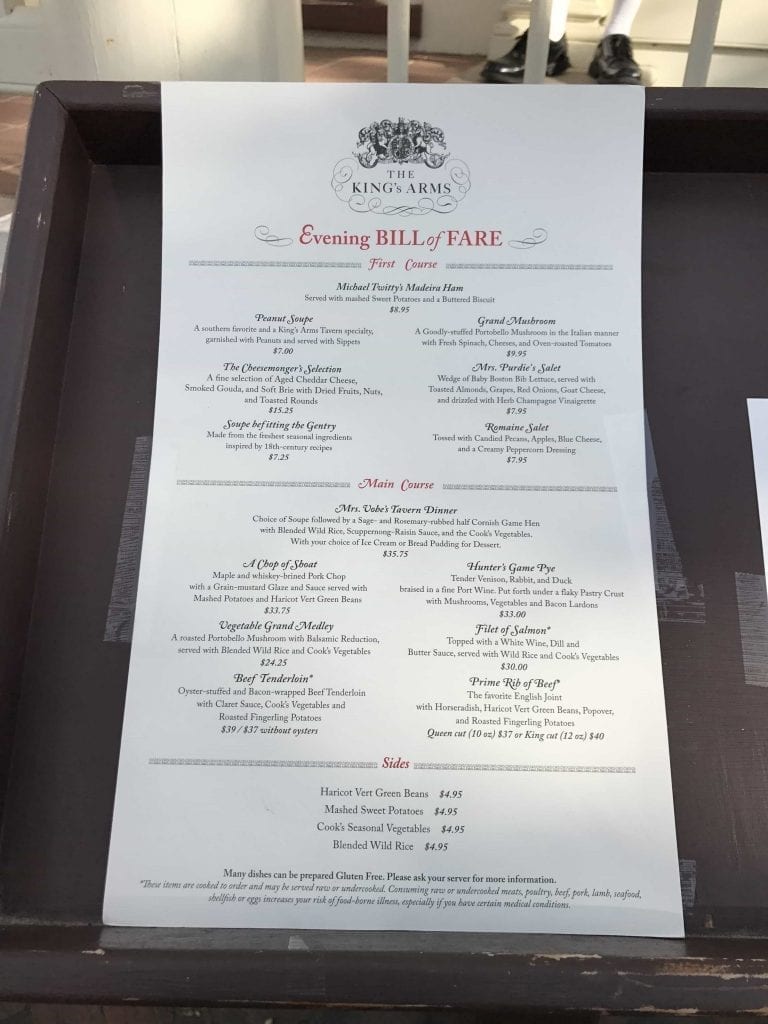 THE
KING's ARMS
Evening BILL of FARE
First Course
Michael Twitty's Madeira Ham
Served with mashed Sweet Potatoes and a Buttered Biscuit
$8.95
Peanut Soupe
A southern favorite and a King's Arms Tavern specialty,
garnished with Peanuts and served with Sippets
$7.00
Grand Mushroom
A Goodly-stuffed Portobello Mushroom in the Italian manner
with Fresh Spinach, Cheeses, and Oven-roasted Tomatoes
$9.95
The Cheesemonger's Selection
A fine selection of Aged Cheddar Cheese,
Smoked Gouda, and Soft Brie with Dried Fruits, Nuts,
and Toasted Rounds
$15.25
Mrs. Purdie's Salet
Wedge of Baby Boston Bib Lettuce, served with
Toasted Almonds, Grapes, Red Onions, Goat Cheese,
and drizzled with Herb Champagne Vinaigrette
$7.95
Soupe befitting the Gentry
Made from the freshest seasonal ingredients
inspired by 18th-century recipes
$7.25
Romaine Salet
Tossed with Candied Pecans, Apples, Blue Cheese,
and a Creamy Peppercorn Dressing
$7.95
Main Course
Mrs. Vobe's Tavern Dinner
Choice of Soupe followed by a Sage- and Rosemary-rubbed half Cornish Game Hen
with Blended Wild Rice, Scuppernong-Raisin Sauce, and the Cook's Vegetables.
With your choice of Ice Cream or Bread Pudding for Dessert.
$35.75
A Chop of Shoat
Maple and whiskey-brined Pork Chop
with a Grain-mustard Glaze and Sauce served with
Mashed Potatoes and Haricot Vert Green Beans
$33.75
Hunter's Game Pye
Tender Venison, Rabbit, and Duck
braised in a fine Port Wine. Put forth under a flaky Pastry Crust
with Mushrooms, Vegetables and Bacon Lardons
$33.00
Vegetable Grand Medley
A roasted Portobello Mushroom with Balsamic Reduction,
served with Blended Wild Rice and Cook's Vegetables
$24.25
Filet of Salmon*
Topped with a White Wine, Dill and
Butter Sauce, served with Wild Rice and Cook's Vegetables
$30.00
Beef Tenderloin*
Oyster-stuffed and Bacon-wrapped Beef Tenderloin
with Claret Sauce, Cook's Vegetables and
Roasted Fingerling Potatoes
$39 / $37 without oysters
Prime Rib of Beef*
The favorite English Joint
with Horseradish, Haricot Vert Green Beans, Popover,
and Roasted Fingerling Potatoes
Queen cut (10 oz) $37 or King cut (12 oz) $40
Sides
Haricot Vert Green Beans $4.95
Mashed Sweet Potatoes $4.95
Cook's Seasonal Vegetables $4.95
Blended Wild Rice $4.95
Many dishes can be prepared Gluten Free. Please ask your server for more information.
*These items are cooked to order and may be served raw or undercooked. Consuming raw or undercooked meats, poultry, beef, pork, lamb, seafood,
shellfish or eggs increases your risk of food-borne illness, especially if you have certain medical conditions.